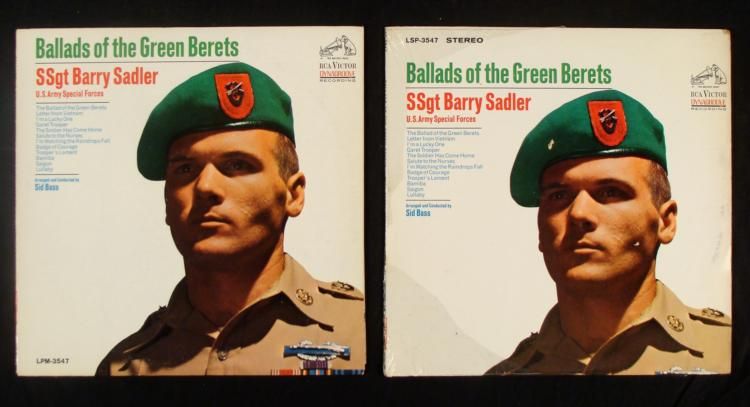 Ballads of the Green Berets
SSgt Barry Sadler
U.S. Army Special Forces
The Ballad of the Green Berets
Letter from Vietnam
I'm a Lucky One
Garet Trooper
The Soldier Has Come Home
Salute to the Nurses
I'm Watching the Raindrops Fall
Badge of Courage
Trooper's Lament
Bamiba
Saigon
Lullaby
Arranged and Conducted by
Sid Bass
RCA VICTOR
DYNAGROOVE
RECORDING
LPM-3547
LSP-3547 STEREO
Ballads of the Green Berets
SSgt Barry Sadler
U.S. Army Special Forces
The Ballad of the Green Berets
Letter from Vietnam
I'm a Lucky One
Garet Trooper
The Soldier Has Come Home
Salute to the Nurses
I'm Watching the Raindrops Fall
Badge of Courage
Trooper's Lament
Bamiba
Saigon
Lullaby
Arranged and Conducted by
Sid Bass
RCA VICTOR
DYNAGROOVE
RECORDING